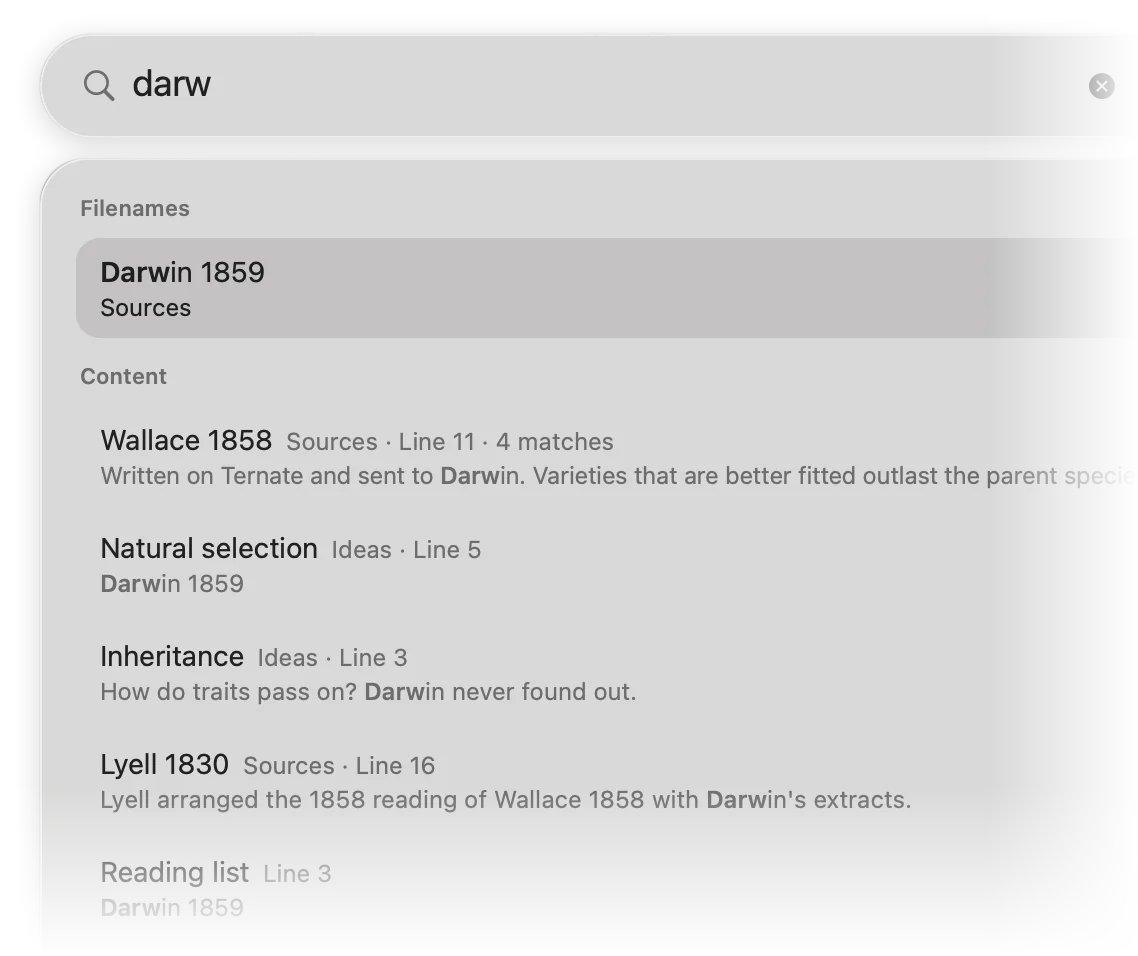 darw
Filenames
Darwin 1859
Sources
Content
Wallace 1858 Sources · Line 11 · 4 matches
Written on Ternate and sent to Darwin. Varieties that are better fitted outlast the parent specie
Natural selection Ideas · Line 5
Darwin 1859
Inheritance Ideas · Line 3
How do traits pass on? Darwin never found out.
Lyell 1830 Sources · Line 16
Lyell arranged the 1858 reading of Wallace 1858 with Darwin's extracts.
Reading list Line 3
Darwin 1859